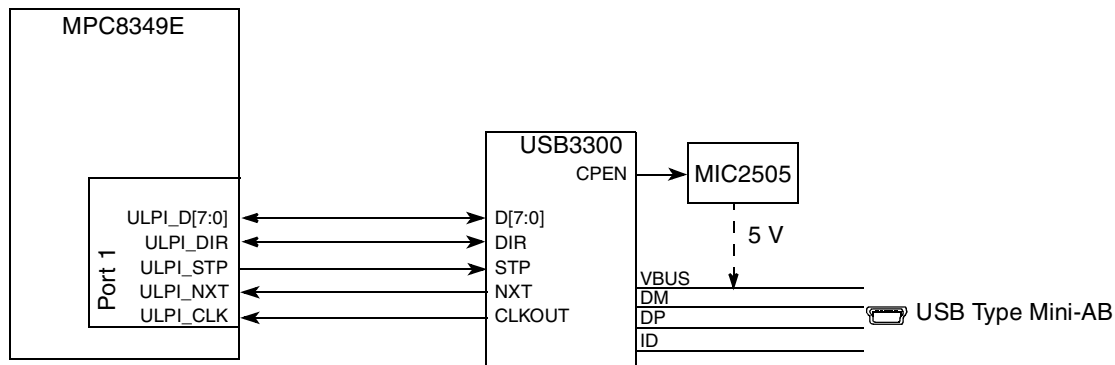 MPC8349E
USB3300
CPEN
MIC2505
ULPI_D[7:0]
D[7:0]
5 V
ULPI_DIR
DIR
ULPI_STP
STP
Port 1
VBUS
ULPI_NXT
NXT
DM
ULPI_CLK
CLKOUT
DP
USB Type Mini-AB
ID